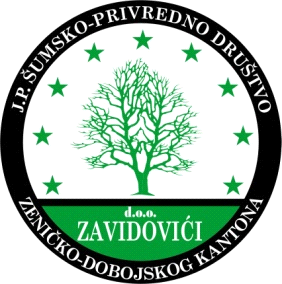 J.P. ŠUMSKO-PRIVREDNO DRUŠTVO
d.o.o.
ZAVIDOVIĆI
ZENIČKO-DOBOJSKOG KANTONA